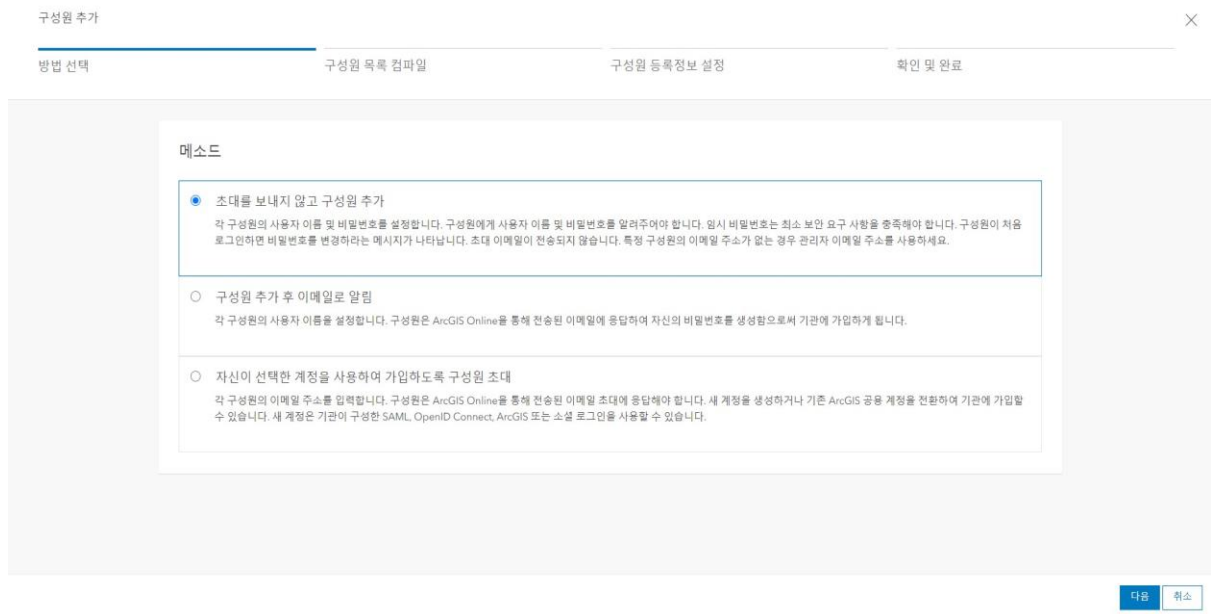 구성원 추가
방법 선택
구성원 목록 컴파일
구성원 등록정보 설정
확인 및 완료
메소드
초대를 보내지 않고 구성원 추가
각 구성원의 사용자 이름 및 비밀번호를 설정합니다. 구성원에게 사용자 이름 및 비밀번호를 알려주어야 합니다. 임시 비밀번호는 최소 보안 요구 사항을 충족해야 합니다. 구성원이 처음
로그인하면 비밀번호를 변경하라는 메시지가 나타납니다. 초대 이메일이 전송되지 않습니다. 특정 구성원의 이메일 주소가 없는 경우 관리자 이메일 주소를 사용하세요.
구성원 추가 후 이메일로 알림
각 구성원의 사용자 이름을 설정합니다. 구성원은 ArcGIS Online을 통해 전송된 이메일에 응답하여 자신의 비밀번호를 생성함으로써 기관에 가입하게 됩니다.
자신이 선택한 계정을 사용하여 가입하도록 구성원 초대
각 구성원의 이메일 주소를 입력합니다. 구성원은 ArcGIS Online을 통해 전송된 이메일 초대에 응답해야 합니다. 새 계정을 생성하거나 기존 ArcGIS 공용 계정을 전환하여 기관에 가입할
수 있습니다. 새 계정은 기관이 구성한 SAML, OpenID Connect, ArcGIS 또는 소셜 로그인을 사용할 수 있습니다.
다음
취소